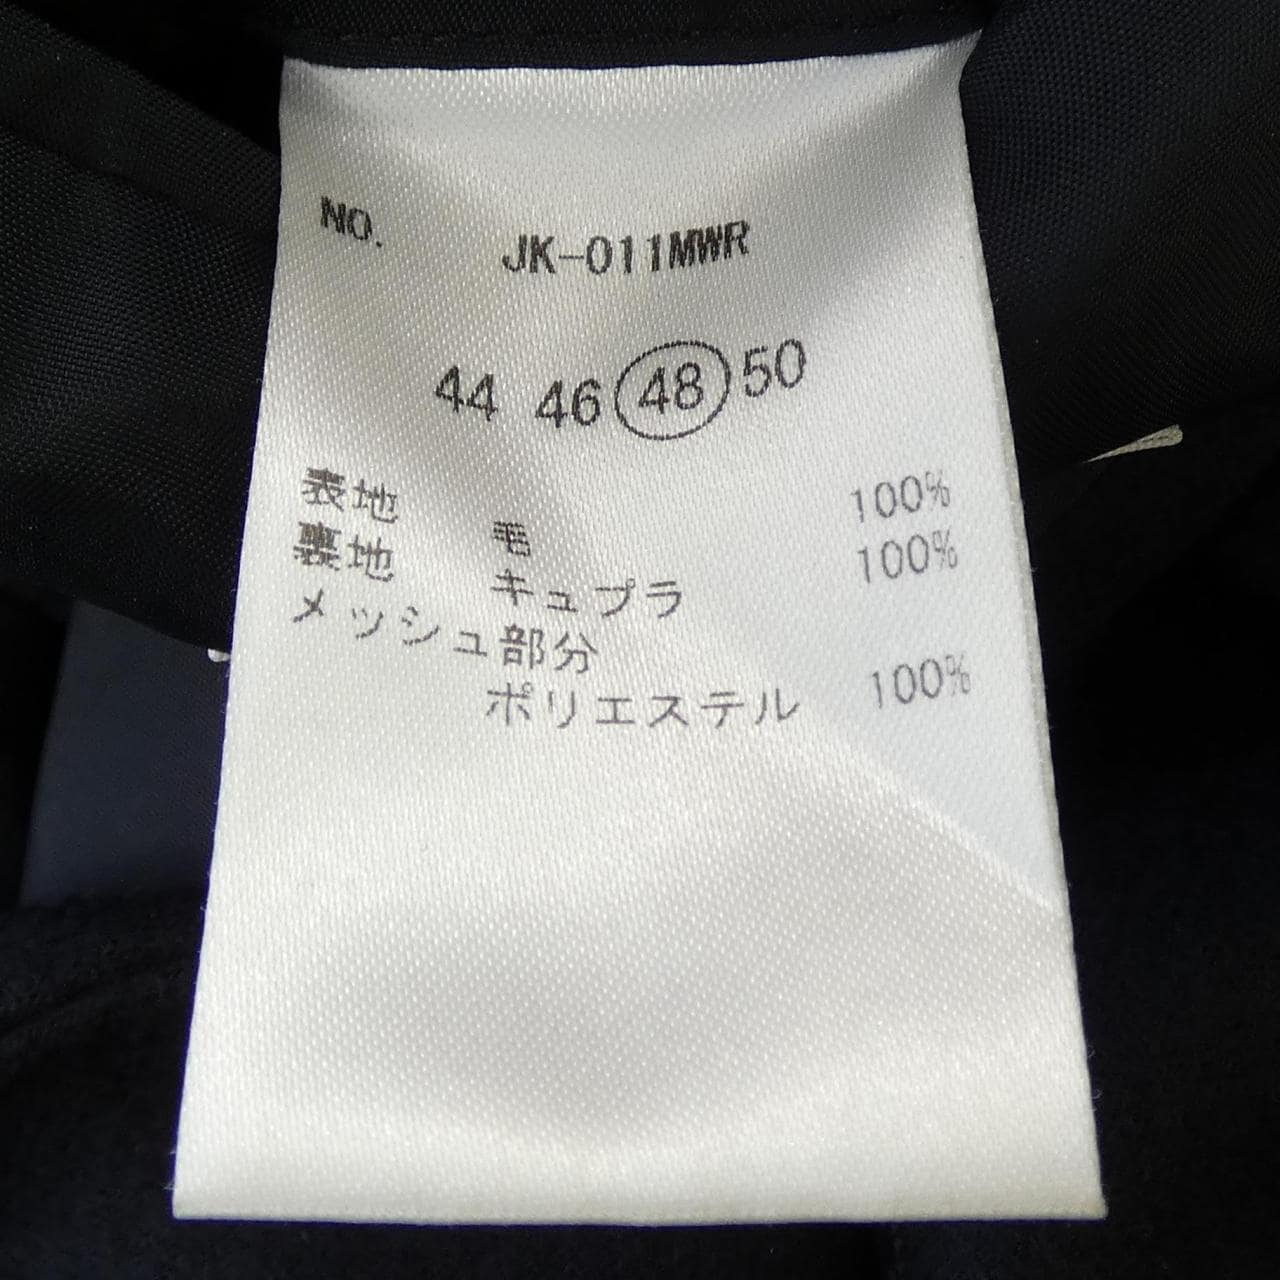 NO. JK-011MWR
44 46 48 50
表地 毛 100%
裏地 キュプラ 100%
メッシュ部分
ポリエステル 100%